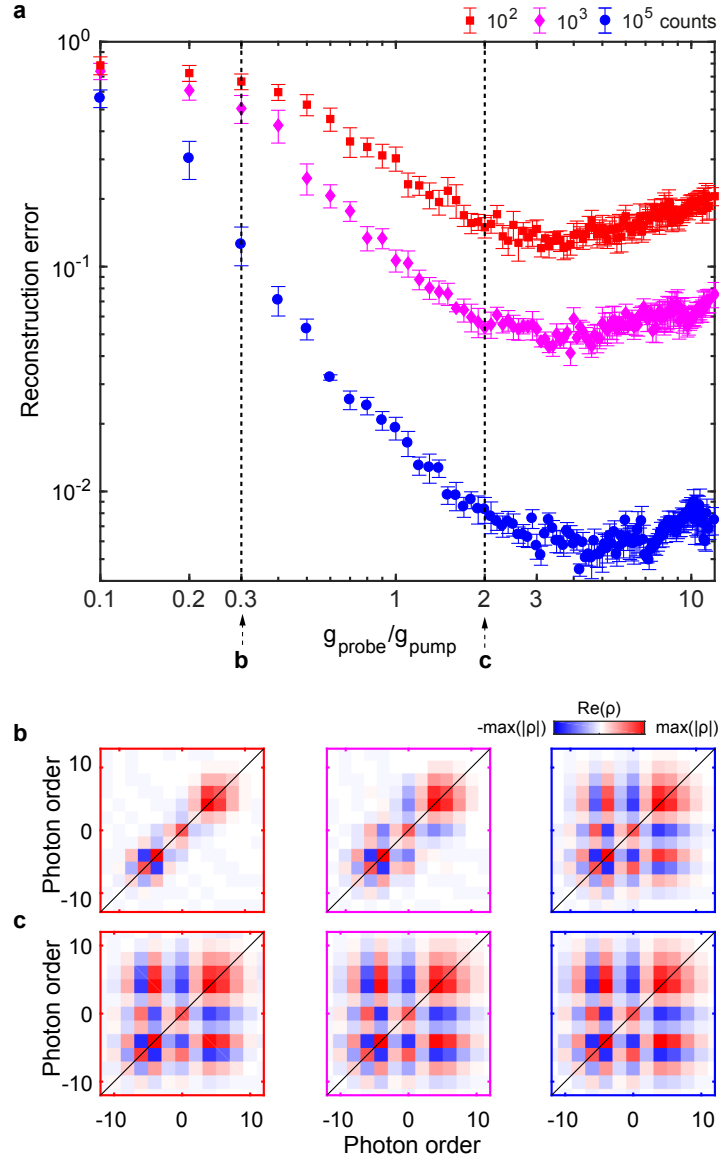 a
10² 10³ 10⁵ counts
10⁰
10⁻¹
10⁻²
Reconstruction error
0.1 0.2 0.3 1 2 3 10
g_probe/g_pump
b c
b
Re(ρ)
-max(|ρ|) max(|ρ|)
Photon order
10
0
-10
c
Photon order
10
0
-10
-10 0 10 -10 0 10 -10 0 10
Photon order